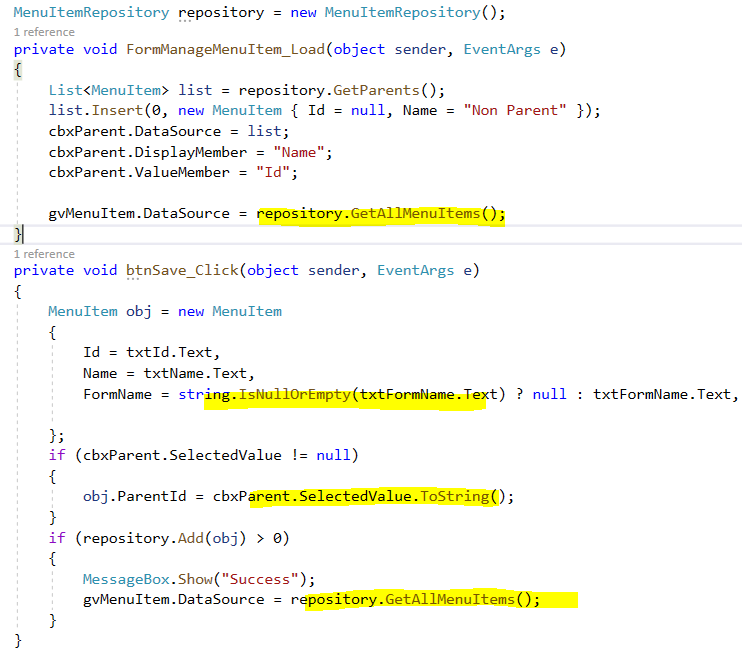 MenuItemRepository repository = new MenuItemRepository();
1 reference
private void FormManageMenuItem_Load(object sender, EventArgs e)
{
List<MenuItem> list = repository.GetParents();
list.Insert(0, new MenuItem { Id = null, Name = "Non Parent" });
cbxParent.DataSource = list;
cbxParent.DisplayMember = "Name";
cbxParent.ValueMember = "Id";
gvMenuItem.DataSource = repository.GetAllMenuItems();
}
1 reference
private void btnSave_Click(object sender, EventArgs e)
{
MenuItem obj = new MenuItem
{
Id = txtId.Text,
Name = txtName.Text,
FormName = string.IsNullOrEmpty(txtFormName.Text) ? null : txtFormName.Text,
};
if (cbxParent.SelectedValue != null)
{
obj.ParentId = cbxParent.SelectedValue.ToString();
}
if (repository.Add(obj) > 0)
{
MessageBox.Show("Success");
gvMenuItem.DataSource = repository.GetAllMenuItems();
}
}